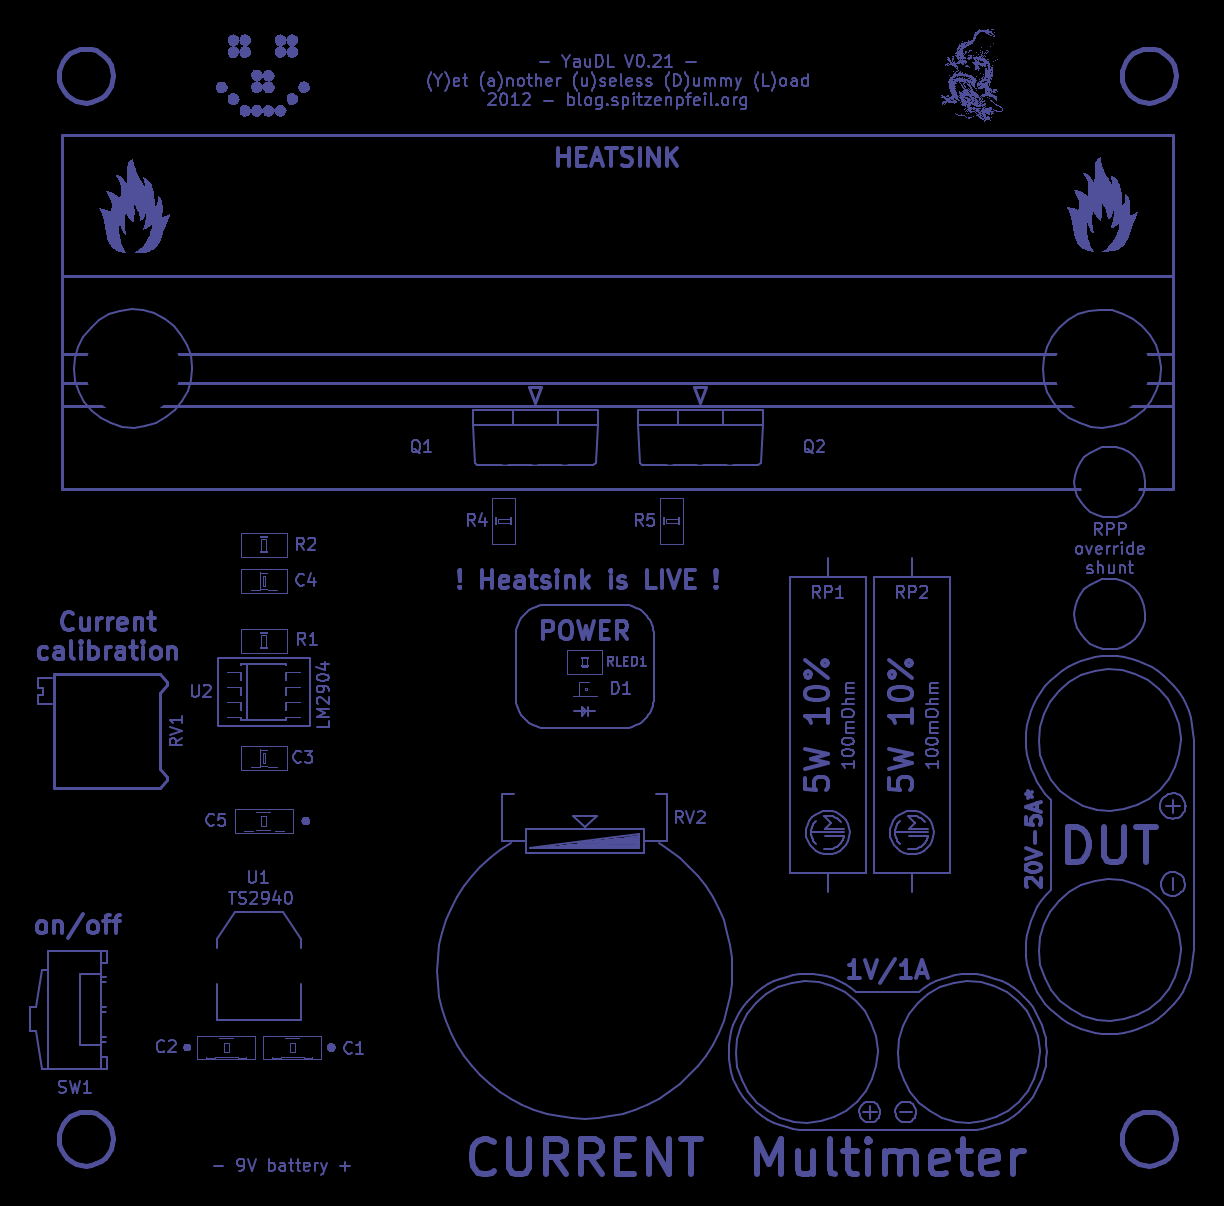 - YauDL V0.21 -
(Y)et (a)nother (u)seless (D)ummy (L)oad
2012 - blog.spitzenpfeil.org
HEATSINK
Q1
Q2
R4
R5
RPP
override
shunt
R2
C4
! Heatsink is LIVE !
RP1
RP2
Current
calibration
R1
POWER
RLED1
D1
U2
LM2904
RV1
5W 10%
100mOhm
5W 10%
100mOhm
C3
C5
RV2
20V-5A*
DUT
+
-
U1
TS2940
on/off
1V/1A
C2
C1
SW1
+
-
- 9V battery +
CURRENT
Multimeter